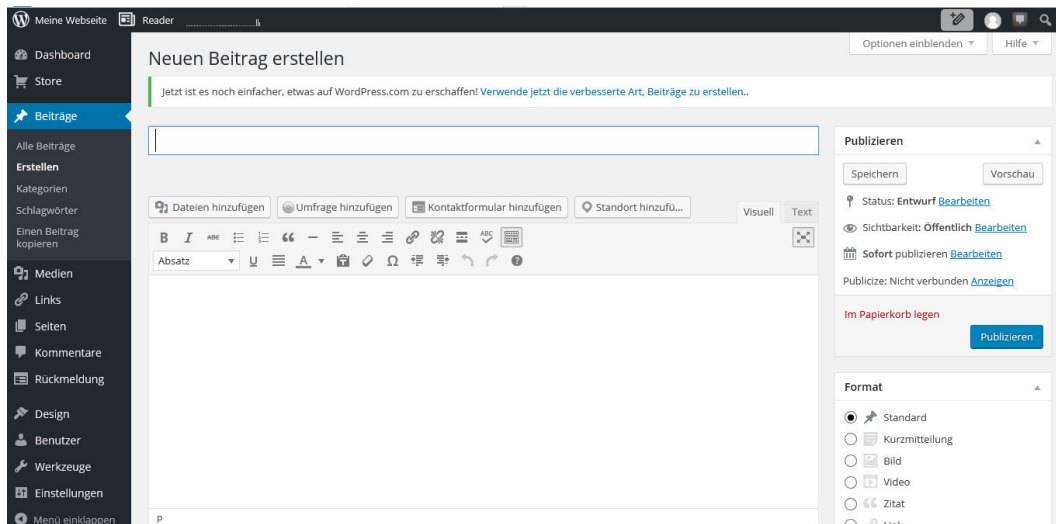 Meine Webseite Reader
Optionen einblenden Hilfe
Dashboard
Store
Beiträge
Alle Beiträge
Erstellen
Kategorien
Schlagwörter
Einen Beitrag
kopieren
Medien
Links
Seiten
Kommentare
Rückmeldung
Design
Benutzer
Werkzeuge
Einstellungen
Menü einklappen
Neuen Beitrag erstellen
Jetzt ist es noch einfacher, etwas auf WordPress.com zu erschaffen! Verwende jetzt die verbesserte Art, Beiträge zu erstellen..
Dateien hinzufügen Umfrage hinzufügen Kontaktformular hinzufügen Standort hinzufü...
Visuell Text
B I ABC ABC
Absatz U A Ω
P
Publizieren
Speichern Vorschau
Status: Entwurf Bearbeiten
Sichtbarkeit: Öffentlich Bearbeiten
Sofort publizieren Bearbeiten
Publicize: Nicht verbunden Anzeigen
Im Papierkorb legen
Publizieren
Format
Standard
Kurzmitteilung
Bild
Video
Zitat
Link